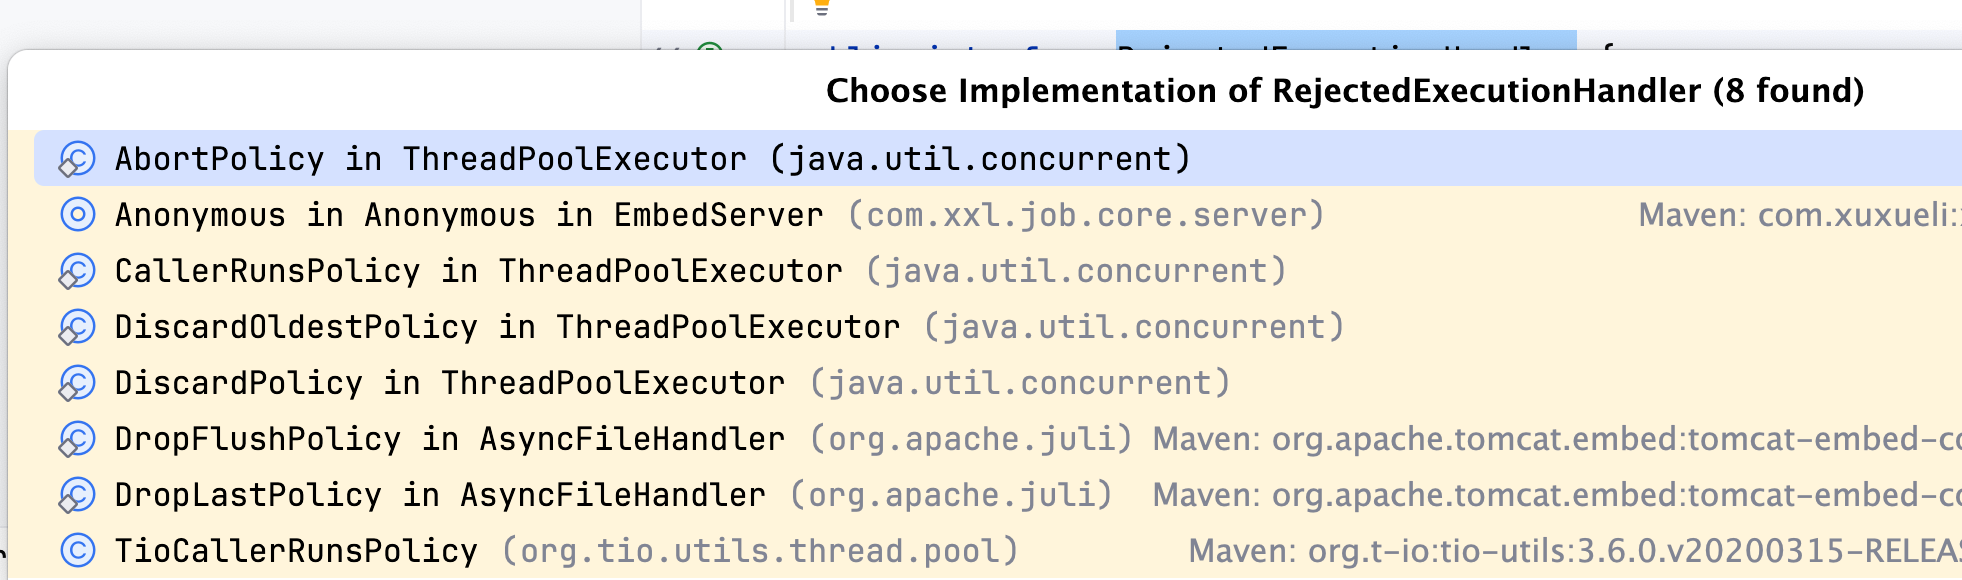 Choose Implementation of RejectedExecutionHandler (8 found)
AbortPolicy in ThreadPoolExecutor (java.util.concurrent)
Anonymous in Anonymous in EmbedServer (com.xxl.job.core.server) Maven: com.xuxueli:
CallerRunsPolicy in ThreadPoolExecutor (java.util.concurrent)
DiscardOldestPolicy in ThreadPoolExecutor (java.util.concurrent)
DiscardPolicy in ThreadPoolExecutor (java.util.concurrent)
DropFlushPolicy in AsyncFileHandler (org.apache.juli) Maven: org.apache.tomcat.embed:tomcat-embed-co
DropLastPolicy in AsyncFileHandler (org.apache.juli) Maven: org.apache.tomcat.embed:tomcat-embed-co
TioCallerRunsPolicy (org.tio.utils.thread.pool) Maven: org.t-io:tio-utils:3.6.0.v20200315-RELEAS